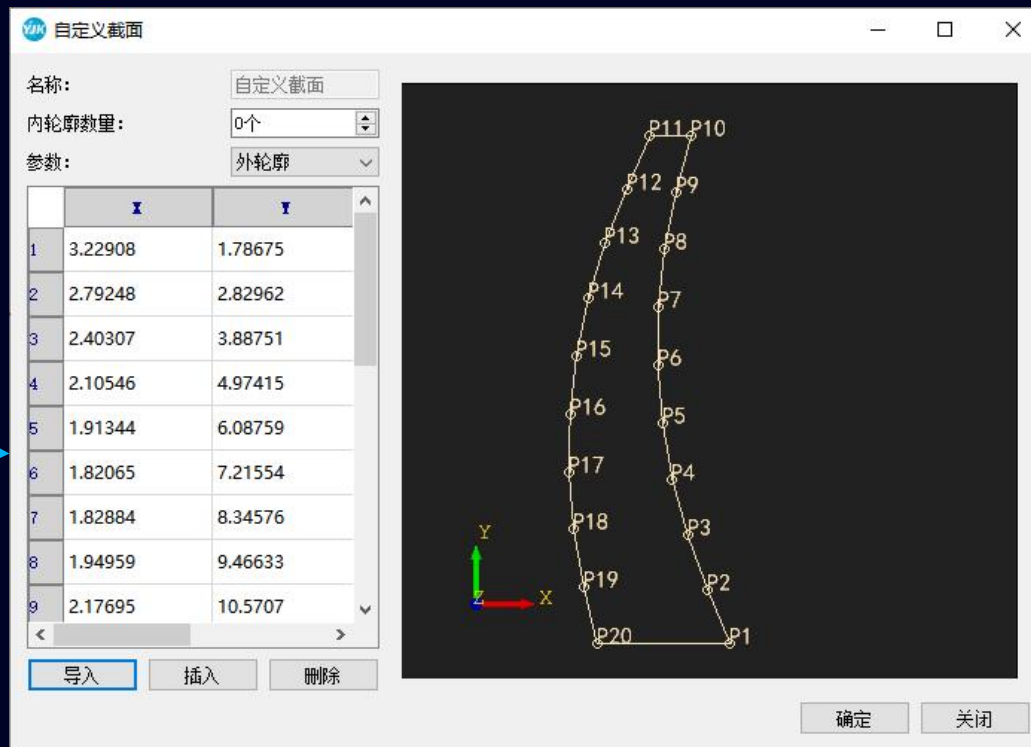 YJK 自定义截面
名称: 自定义截面
内轮廓数量: 0个
参数: 外轮廓
X Y
1 3.22908 1.78675
2 2.79248 2.82962
3 2.40307 3.88751
4 2.10546 4.97415
5 1.91344 6.08759
6 1.82065 7.21554
7 1.82884 8.34576
8 1.94959 9.46633
9 2.17695 10.5707
导入 插入 删除
P11 P10
P12 P9
P13 P8
P14 P7
P15 P6
P16 P5
P17 P4
P18 P3
P19 P2
P20 P1
Y
Z X
确定 关闭